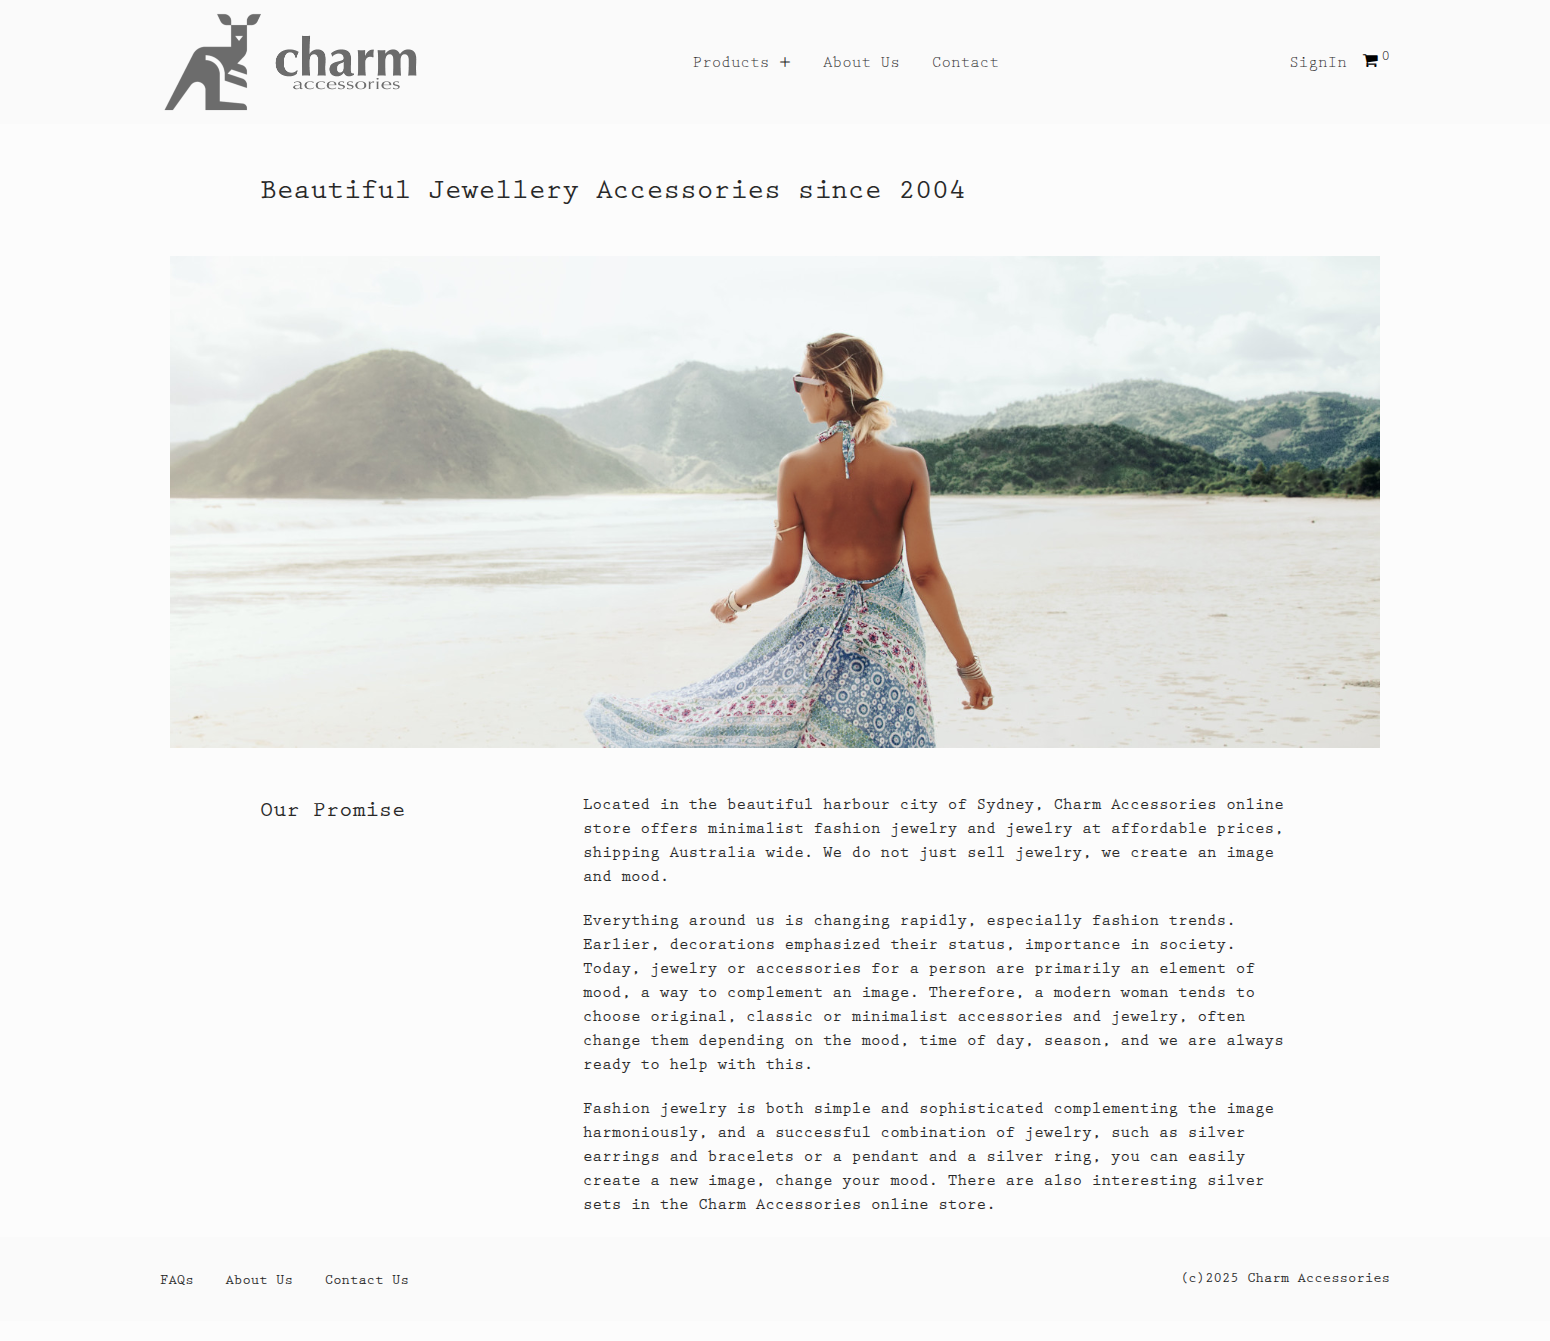 charm
accessories
Products + About Us Contact
SignIn 0
Beautiful Jewellery Accessories since 2004
Our Promise
Located in the beautiful harbour city of Sydney, Charm Accessories online
store offers minimalist fashion jewelry and jewelry at affordable prices,
shipping Australia wide. We do not just sell jewelry, we create an image
and mood.
Everything around us is changing rapidly, especially fashion trends.
Earlier, decorations emphasized their status, importance in society.
Today, jewelry or accessories for a person are primarily an element of
mood, a way to complement an image. Therefore, a modern woman tends to
choose original, classic or minimalist accessories and jewelry, often
change them depending on the mood, time of day, season, and we are always
ready to help with this.
Fashion jewelry is both simple and sophisticated complementing the image
harmoniously, and a successful combination of jewelry, such as silver
earrings and bracelets or a pendant and a silver ring, you can easily
create a new image, change your mood. There are also interesting silver
sets in the Charm Accessories online store.
FAQs About Us Contact Us
(c)2025 Charm Accessories